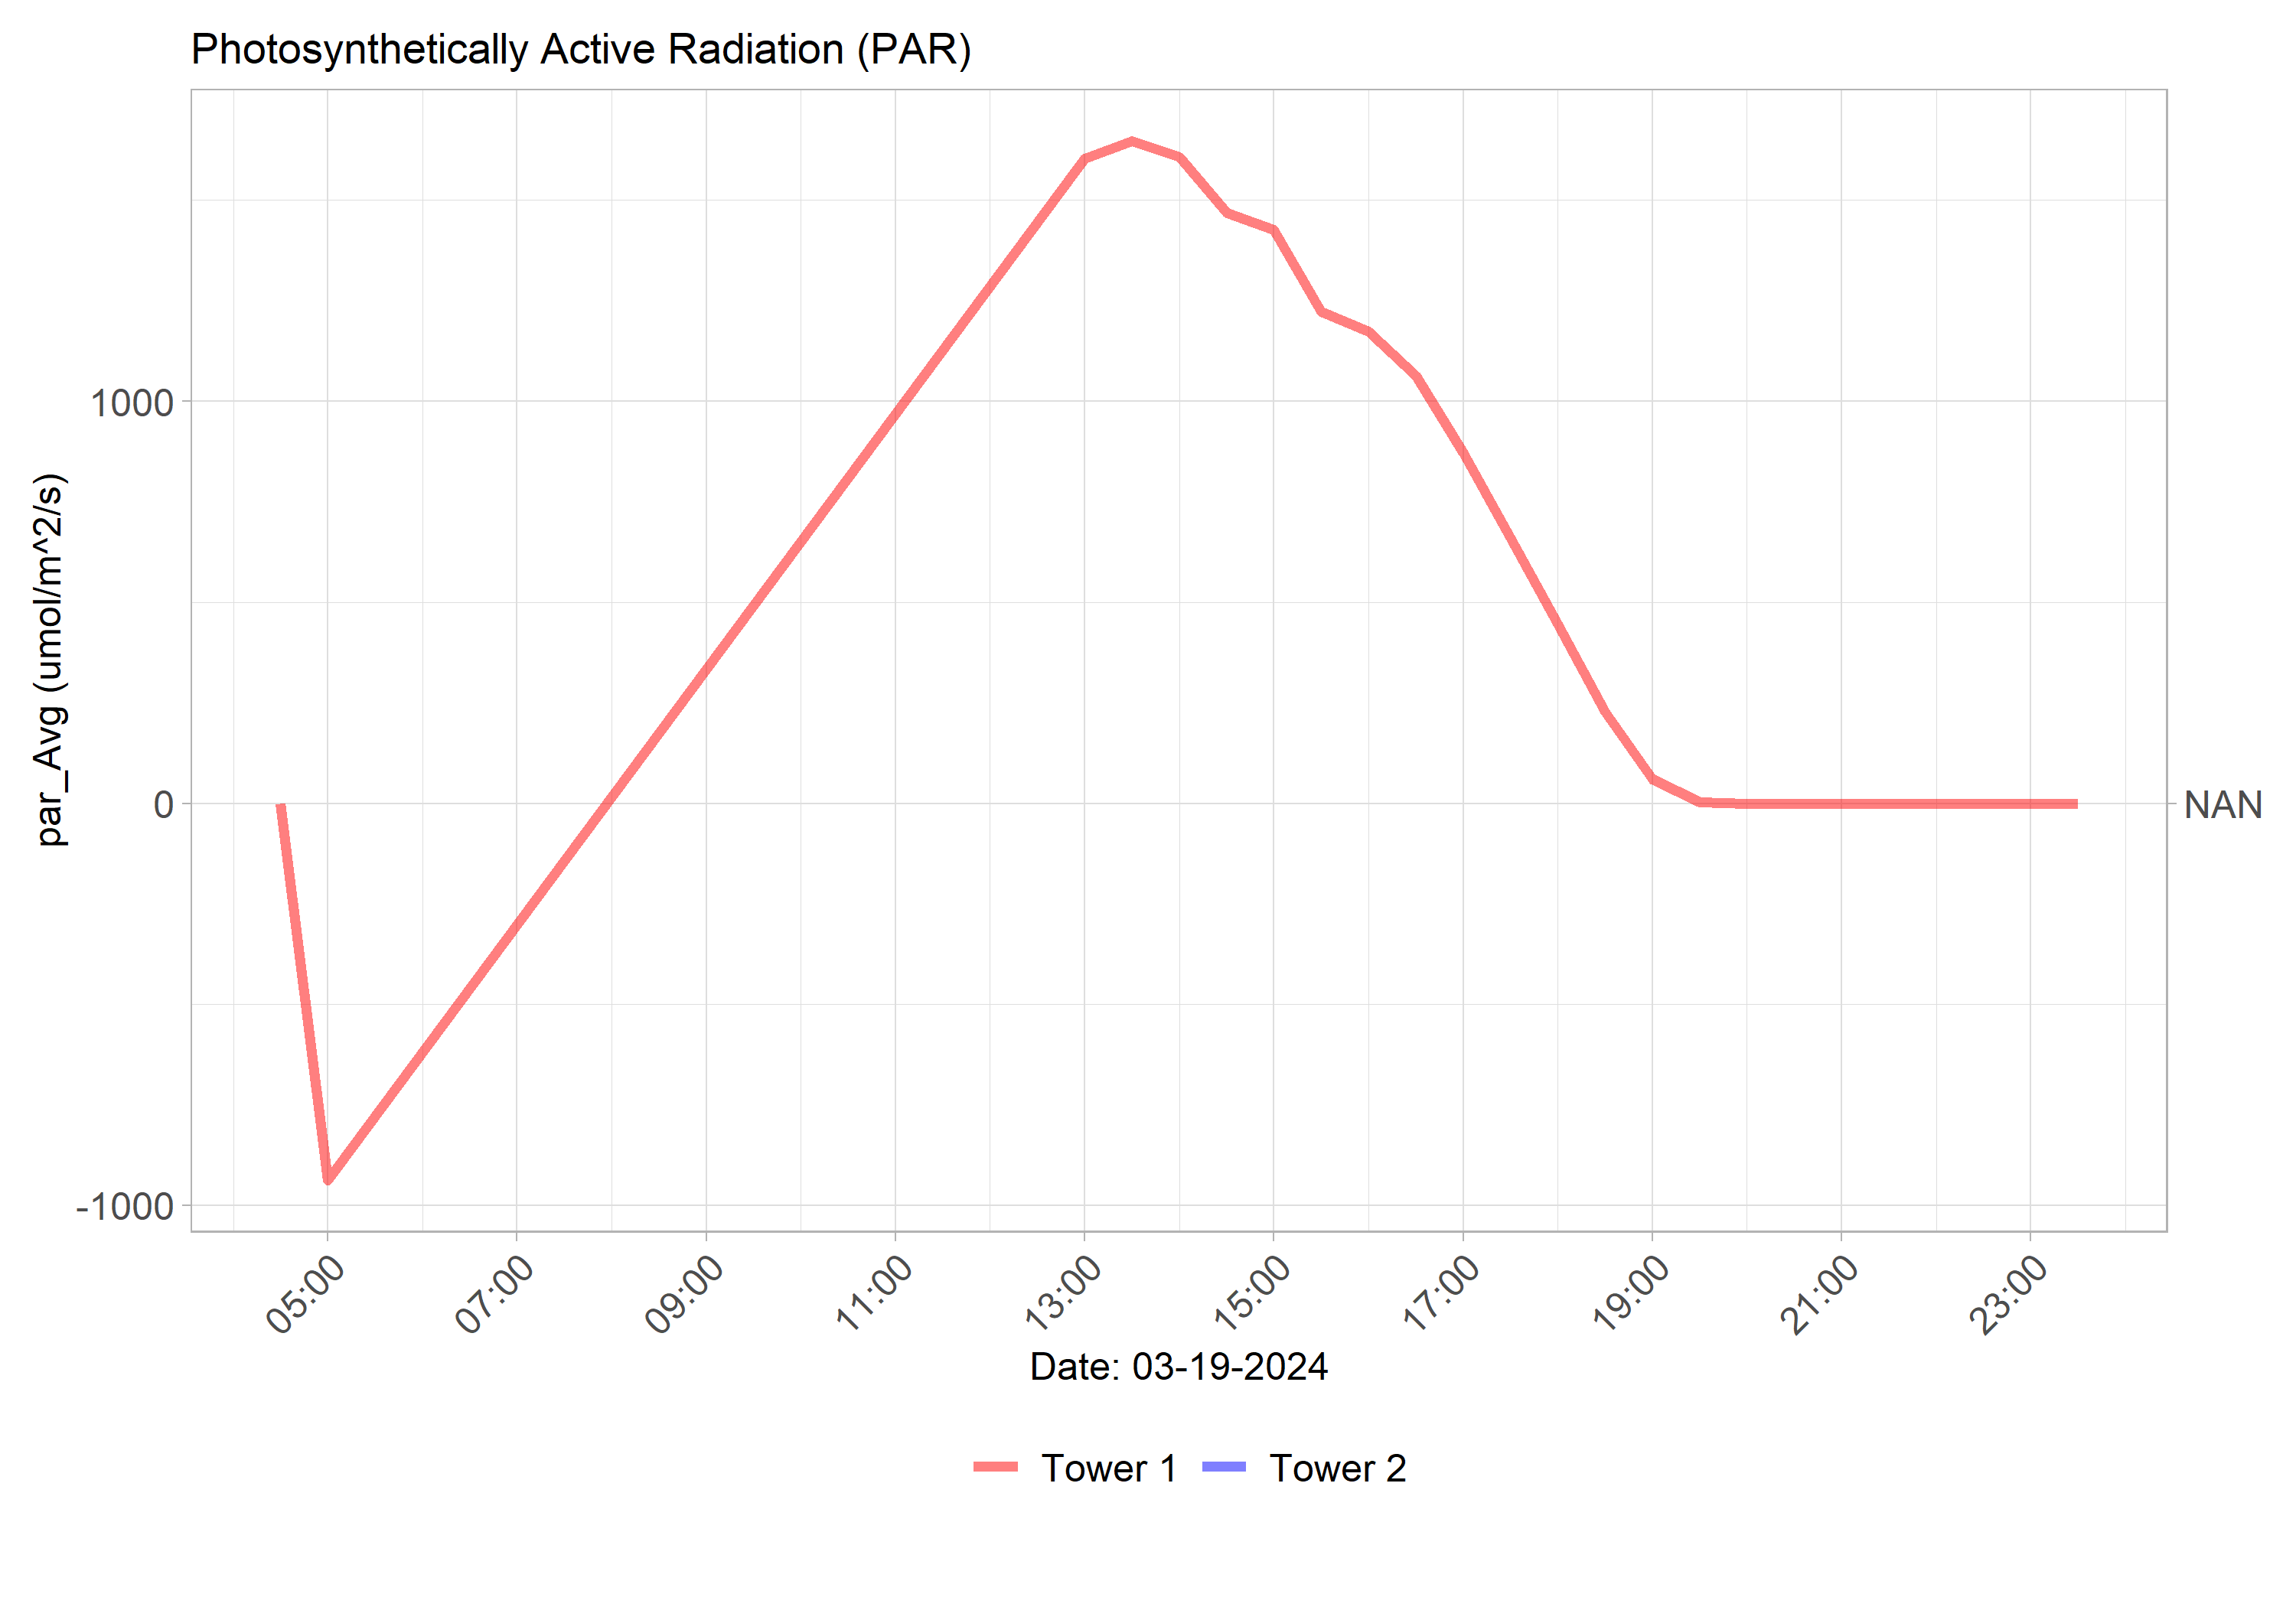 Photosynthetically Active Radiation (PAR)
par_Avg (umol/m^2/s)
1000
0
-1000
NAN
05:00
07:00
09:00
11:00
13:00
15:00
17:00
19:00
21:00
23:00
Date: 03-19-2024
Tower 1
Tower 2